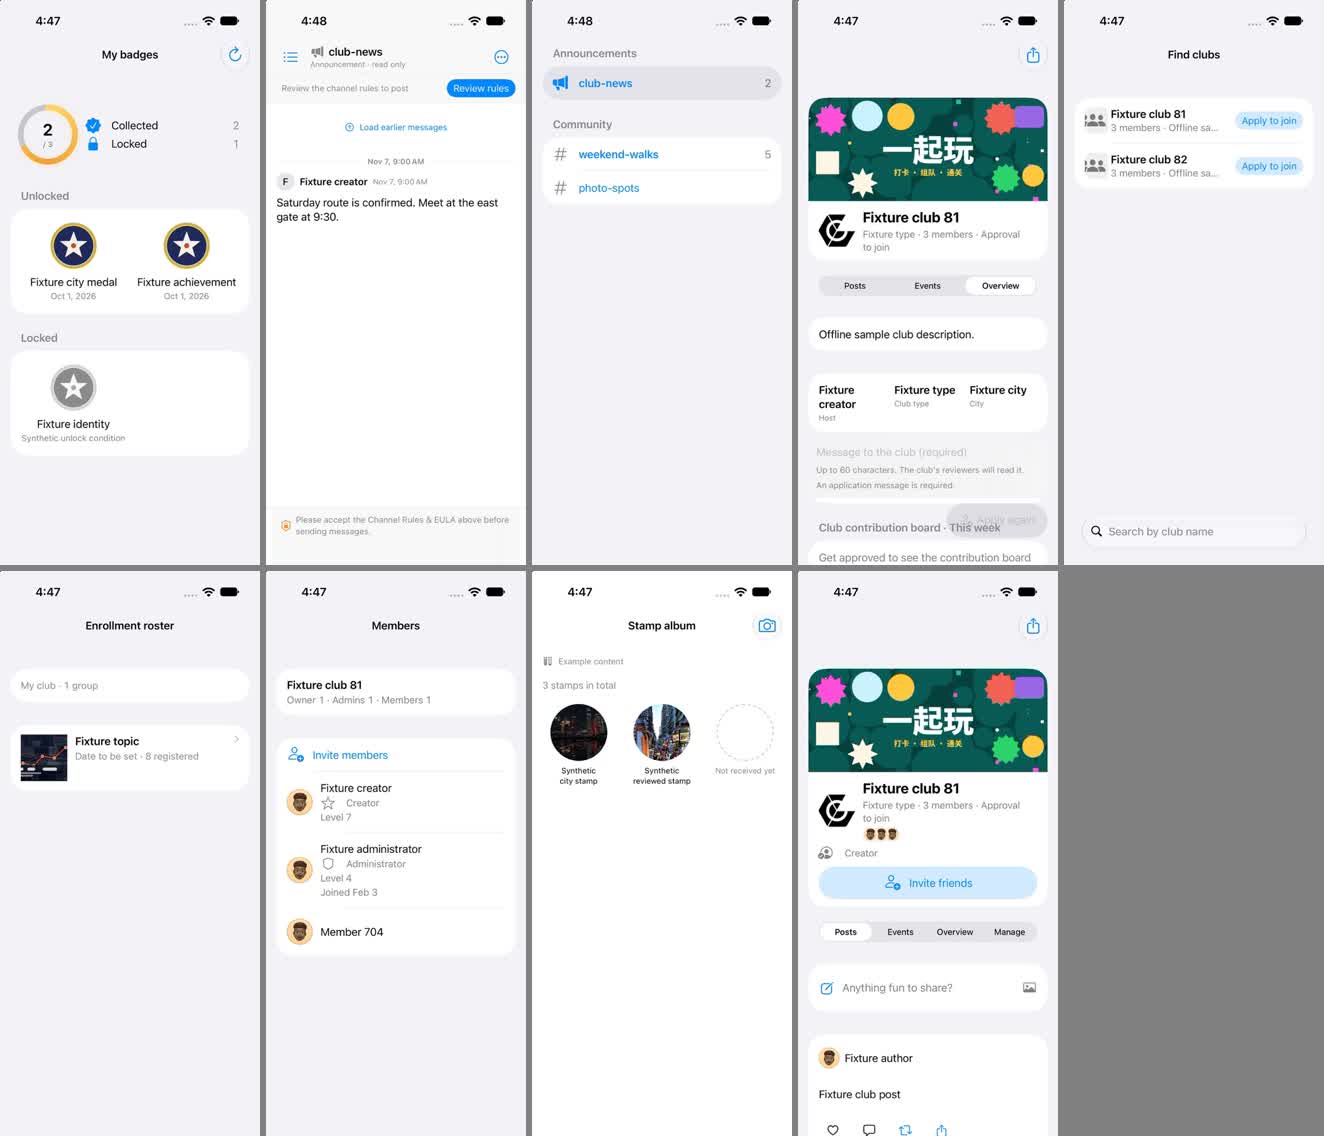 4:47
My badges
2
/ 3
Collected 2
Locked 1
Unlocked
Fixture city medal
Oct 1, 2026
Fixture achievement
Oct 1, 2026
Locked
Fixture identity
Synthetic unlock condition
4:48
club-news
Announcement · read only
Review the channel rules to post
Review rules
Load earlier messages
Nov 7, 9:00 AM
F Fixture creator Nov 7, 9:00 AM
Saturday route is confirmed. Meet at the east
gate at 9:30.
Please accept the Channel Rules & EULA above before
sending messages.
4:48
Announcements
club-news 2
Community
# weekend-walks 5
# photo-spots
4:47
一起玩
打卡 · 组队 · 通关
Fixture club 81
Fixture type · 3 members · Approval
to join
Posts Events Overview
Offline sample club description.
Fixture
creator
Host
Fixture type
Club type
Fixture city
City
Message to the club (required)
Up to 60 characters. The club's reviewers will read it.
An application message is required.
Apply again
Club contribution board · This week
Get approved to see the contribution board
4:47
Find clubs
Fixture club 81
3 members · Offline sa...
Apply to join
Fixture club 82
3 members · Offline sa...
Apply to join
Search by club name
4:47
Enrollment roster
My club · 1 group
Fixture topic
Date to be set · 8 registered
4:47
Members
Fixture club 81
Owner 1 · Admins 1 · Members 1
Invite members
Fixture creator
Creator
Level 7
Fixture administrator
Administrator
Level 4
Joined Feb 3
Member 704
4:47
Stamp album
Example content
3 stamps in total
Synthetic
city stamp
Synthetic
reviewed stamp
Not received yet
4:47
一起玩
打卡 · 组队 · 通关
Fixture club 81
Fixture type · 3 members · Approval
to join
Creator
Invite friends
Posts Events Overview Manage
Anything fun to share?
Fixture author
Fixture club post